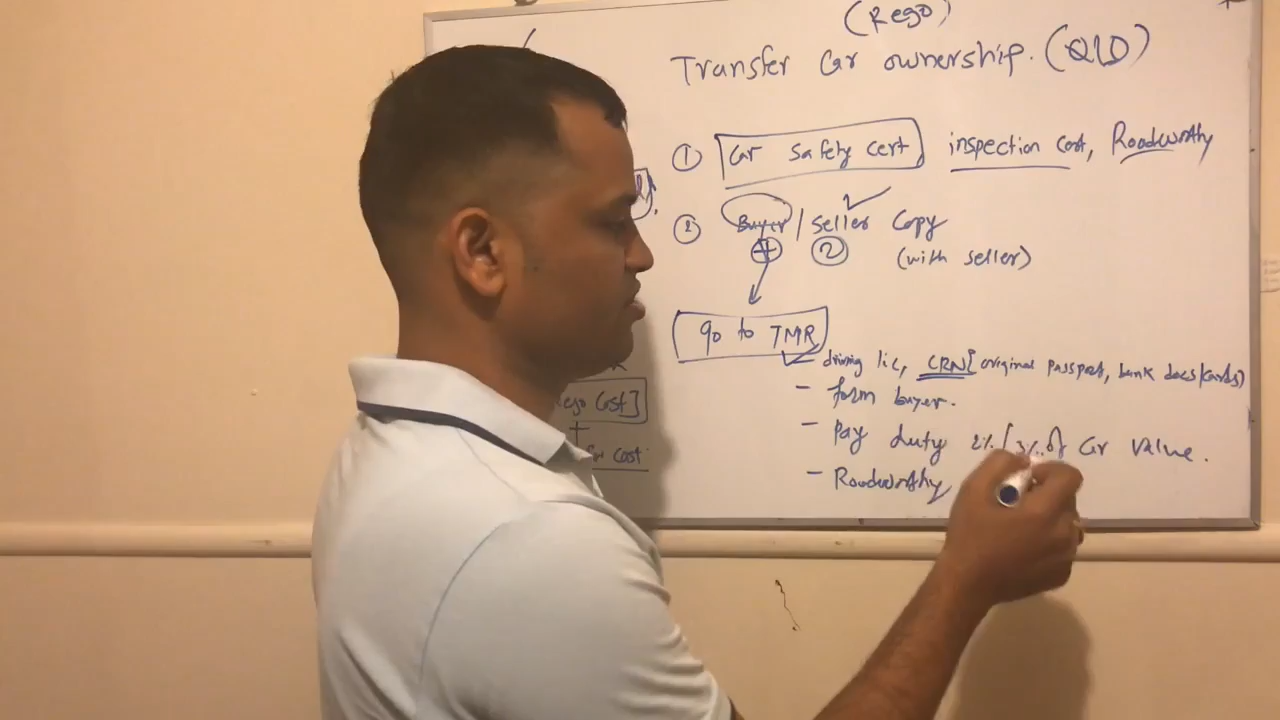 (Rego)
Transfer Car ownership. (QLD)
① Car safety cert inspection cost, Roadworthy
② Buyer / Seller Copy
+ ② (with seller)
go to TMR
driving lic, CRN [original passport, bank docs/cards)
- form buyer.
- Pay duty 2% / 3% of Car value.
- Roadworthy
ego Cost]
+
cost